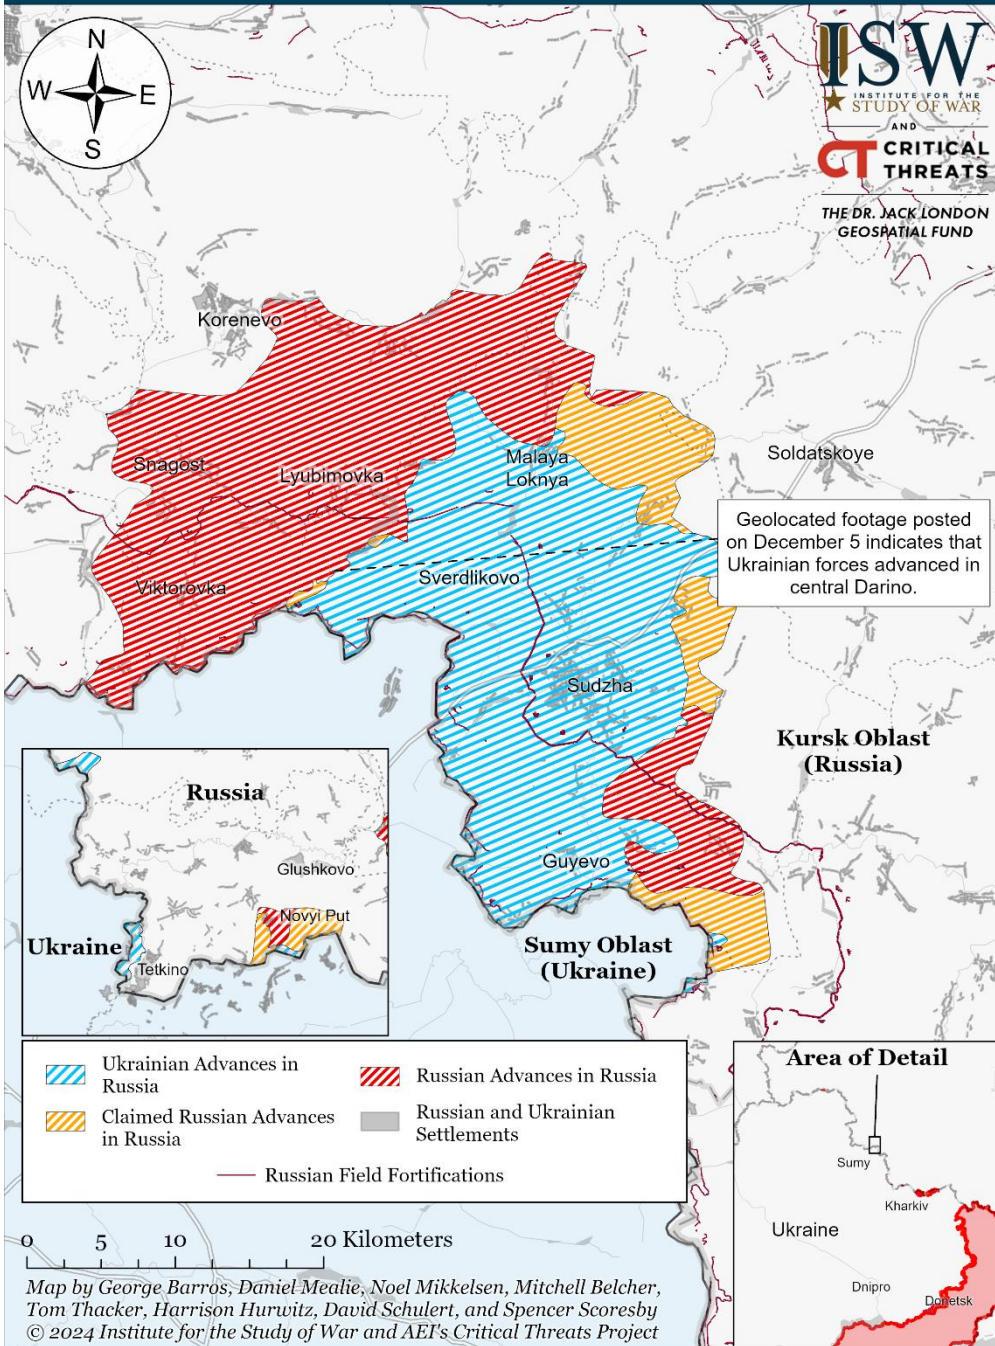 N
W
E
S
ISW
INSTITUTE FOR THE
STUDY OF WAR
AND
CT CRITICAL
THREATS
THE DR. JACK LONDON
GEOSPATIAL FUND
Korenevo
Snagost
Lyubimovka
Malaya
Loknya
Soldatskoye
Geolocated footage posted
on December 5 indicates that
Ukrainian forces advanced in
central Darino.
Viktorovka
Sverdlikovo
Sudzha
Kursk Oblast
(Russia)
Guyevo
Sumy Oblast
(Ukraine)
Russia
Glushkovo
Novyi Put
Ukraine
Tetkino
Ukrainian Advances in
Russia
Russian Advances in Russia
Claimed Russian Advances
in Russia
Russian and Ukrainian
Settlements
Russian Field Fortifications
Area of Detail
Sumy
Kharkiv
Ukraine
Dnipro
Donetsk
0 5 10 20 Kilometers
Map by George Barros, Daniel Mealie, Noel Mikkelsen, Mitchell Belcher,
Tom Thacker, Harrison Hurwitz, David Schulert, and Spencer Scoresby
© 2024 Institute for the Study of War and AEI's Critical Threats Project